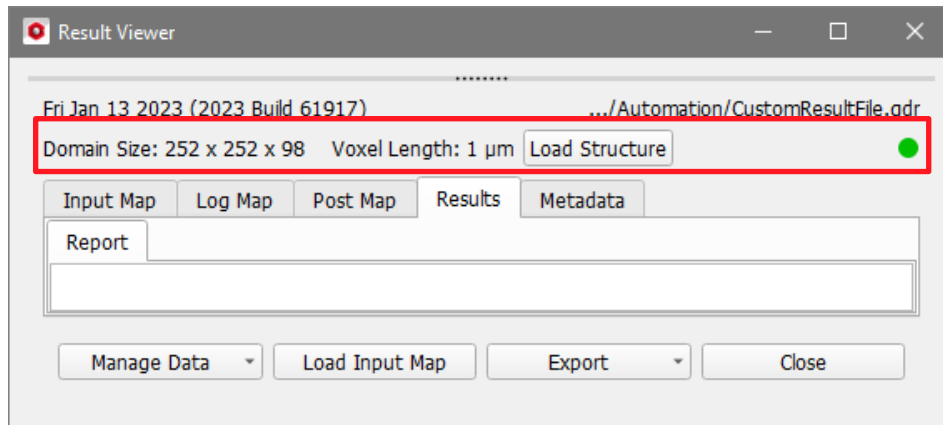 Result Viewer
Fri Jan 13 2023 (2023 Build 61917) .../Automation/CustomResultFile.gdr
Domain Size: 252 x 252 x 98 Voxel Length: 1 µm Load Structure
Input Map Log Map Post Map Results Metadata
Report
Manage Data Load Input Map Export Close